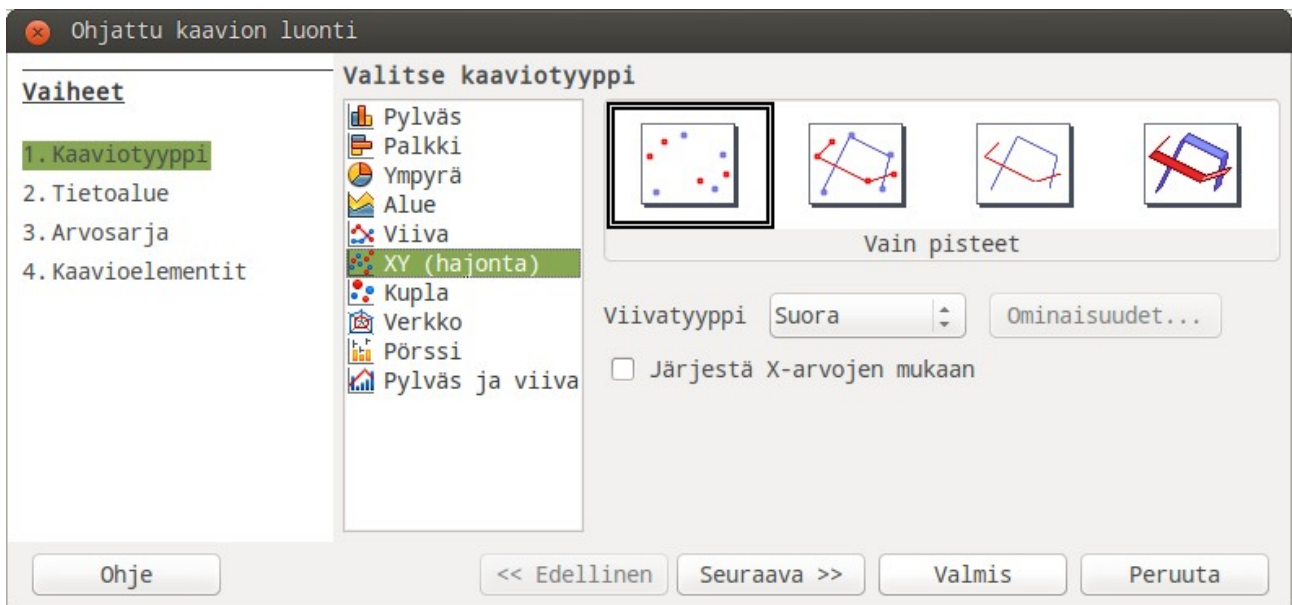 Ohjattu kaavion luonti
Vaiheet
1. Kaaviotyyppi
2. Tietoalue
3. Arvosarja
4. Kaavioelementit
Valitse kaaviotyyppi
Pylväs
Palkki
Ympyrä
Alue
Viiva
XY (hajonta)
Kupla
Verkko
Pörssi
Pylväs ja viiva
Vain pisteet
Viivatyyppi Suora Ominaisuudet...
Järjestä X-arvojen mukaan
Ohje << Edellinen Seuraava >> Valmis Peruuta